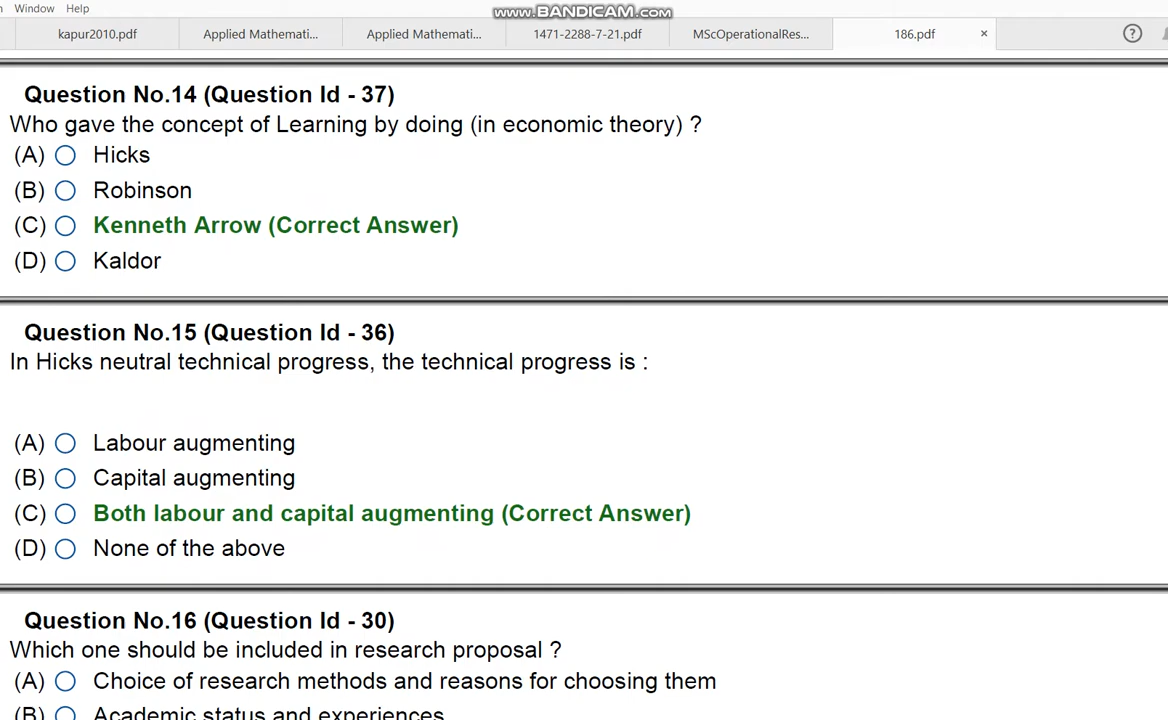 Window Help
www.BANDICAM.com
kapur2010.pdf Applied Mathemati... Applied Mathemati... 1471-2288-7-21.pdf MScOperationalRes... 186.pdf ×
Question No.14 (Question Id - 37)
Who gave the concept of Learning by doing (in economic theory) ?
(A) Hicks
(B) Robinson
(C) Kenneth Arrow (Correct Answer)
(D) Kaldor
Question No.15 (Question Id - 36)
In Hicks neutral technical progress, the technical progress is :
(A) Labour augmenting
(B) Capital augmenting
(C) Both labour and capital augmenting (Correct Answer)
(D) None of the above
Question No.16 (Question Id - 30)
Which one should be included in research proposal ?
(A) Choice of research methods and reasons for choosing them
(B) Academic status and experiences